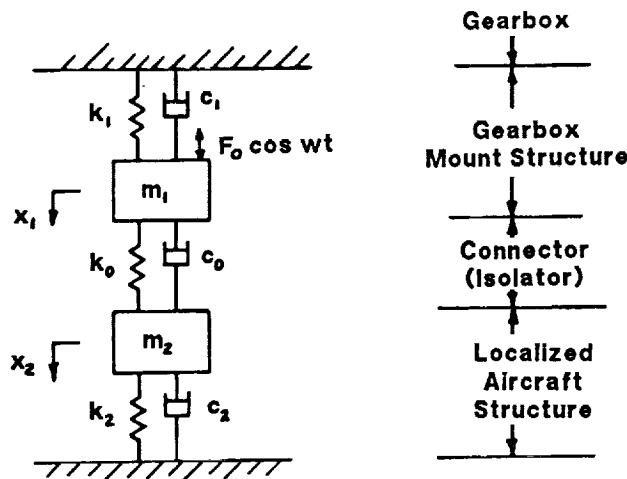 Gearbox
k₁
c₁
F₀ cos wt
Gearbox
Mount Structure
m₁
x₁
k₀
c₀
Connector
(Isolator)
m₂
x₂
Localized
Aircraft
Structure
k₂
c₂